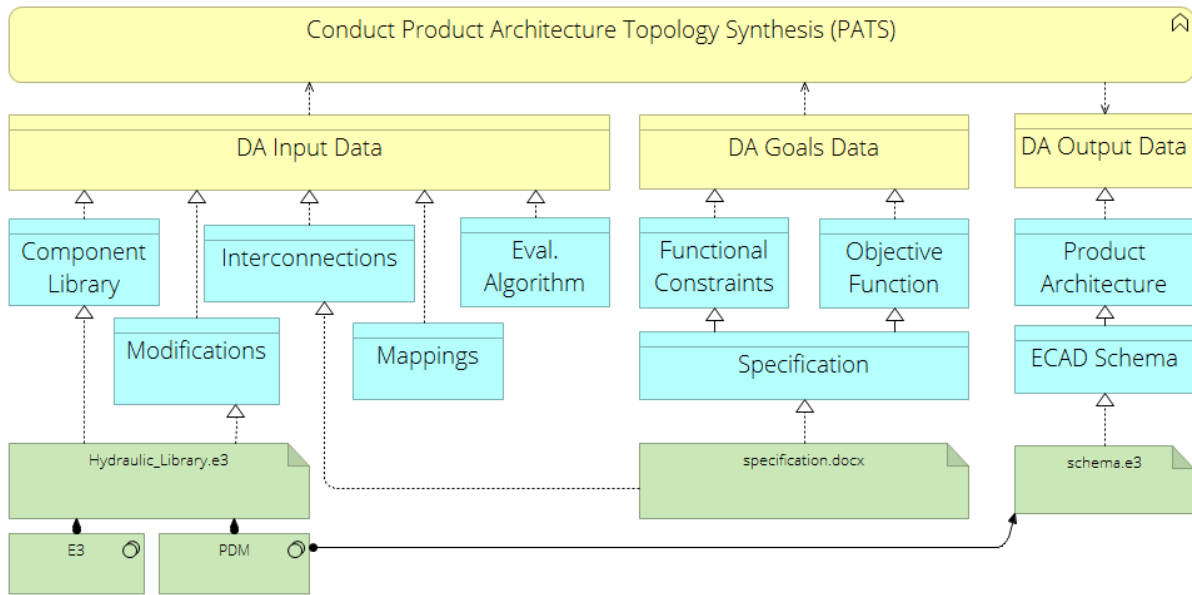 Conduct Product Architecture Topology Synthesis (PATS)
DA Input Data
DA Goals Data
DA Output Data
Component
Library
Interconnections
Eval.
Algorithm
Functional
Constraints
Objective
Function
Product
Architecture
Modifications
Mappings
Specification
ECAD Schema
Hydraulic_Library.e3
specification.docx
schema.e3
E3
PDM